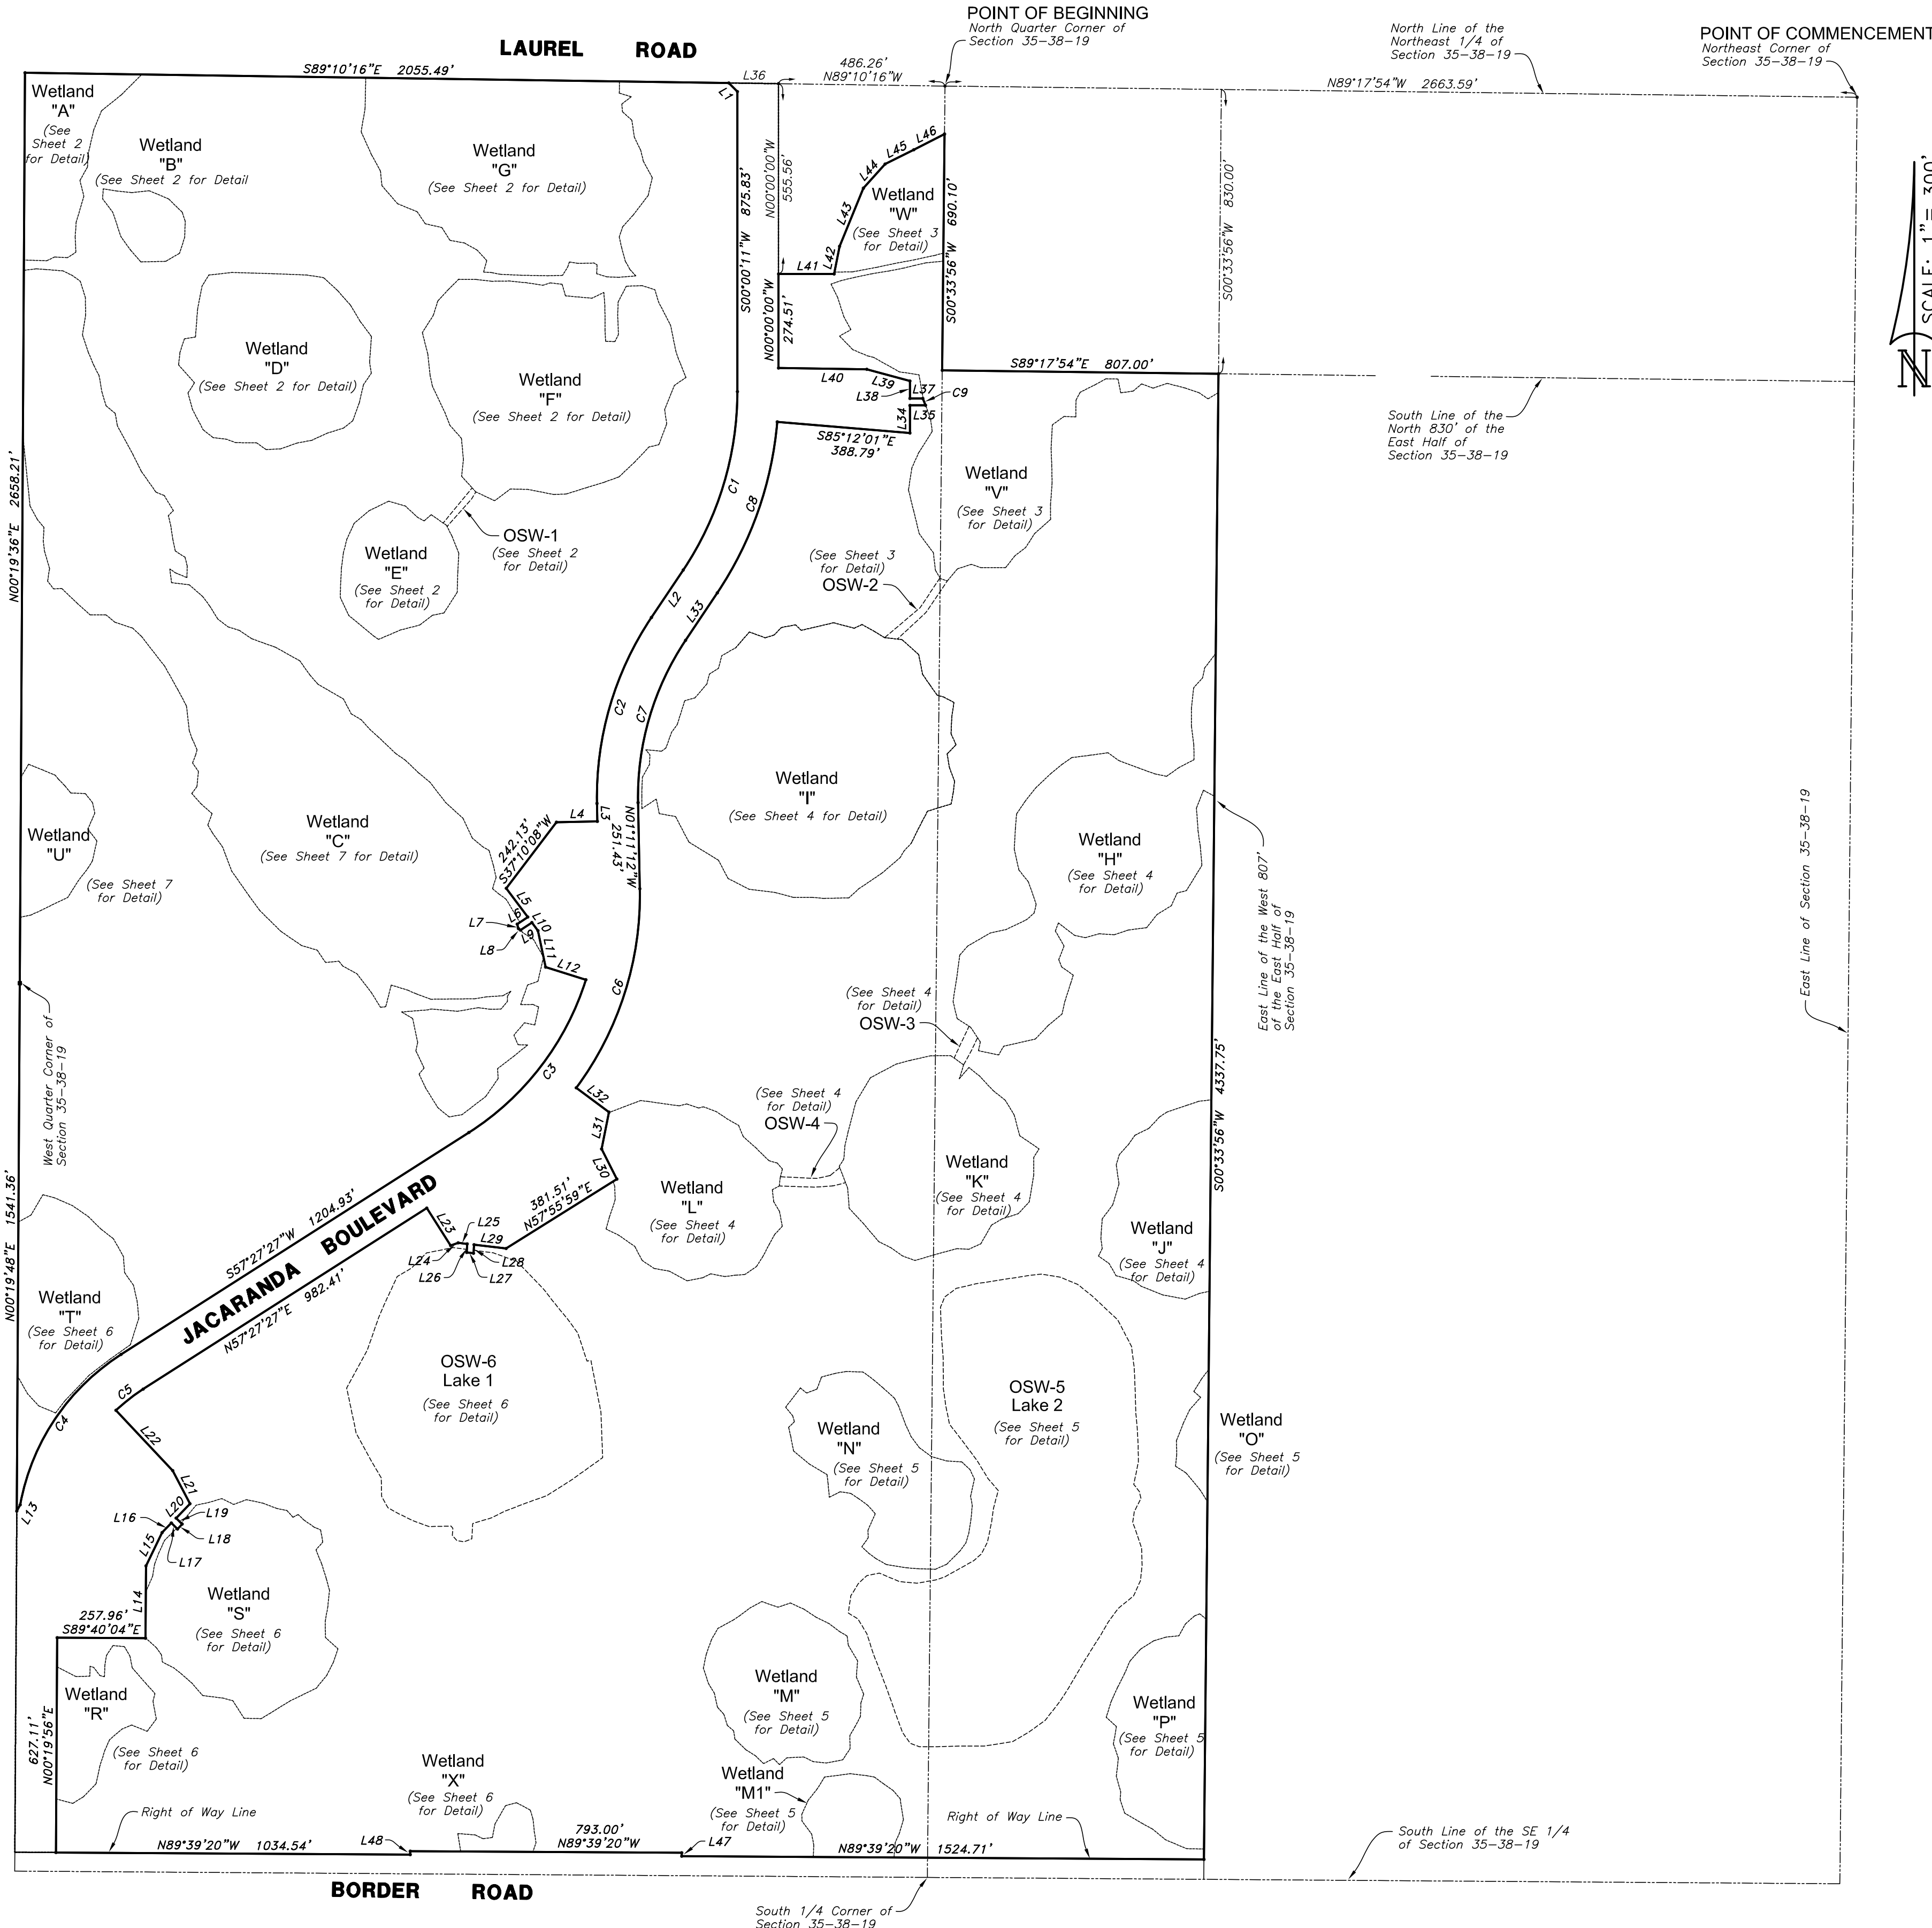 POINT OF BEGINNING
North Quarter Corner of
Section 35-38-19
North Line of the
Northeast 1/4 of
Section 35-38-19
POINT OF COMMENCEMENT
Northeast Corner of
Section 35-38-19
LAUREL ROAD
S89°10'16"E 2055.49'
L36
486.26'
N89°10'16"W
N89°17'54"W 2663.59'
L1
Wetland
"A"
(See
Sheet 2
for Detail)
Wetland
"B"
(See Sheet 2 for Detail
Wetland
"G"
(See Sheet 2 for Detail)
S00°00'11"W 875.83'
N00°00'00"W
555.56'
L46
L45
L44
L43
L42
L41
Wetland
"W"
(See Sheet 3
for Detail)
S00°33'56"W 690.10'
S00°33'56"W 830.00'
SCALE: 1" = 300'
N
N00°00'00"W
274.51'
Wetland
"D"
(See Sheet 2 for Detail)
Wetland
"F"
(See Sheet 2 for Detail)
S89°17'54"E 807.00'
L40
L39
L38
L37
C9
L35
L34
S85°12'01"E
388.79'
South Line of the
North 830' of the
East Half of
Section 35-38-19
N00°19'36"E 2658.21'
C1
C8
Wetland
"V"
(See Sheet 3
for Detail)
OSW-1
(See Sheet 2
for Detail)
Wetland
"E"
(See Sheet 2
for Detail)
(See Sheet 3
for Detail)
OSW-2
L2
L33
C2
C7
Wetland
"I"
(See Sheet 4 for Detail)
Wetland
"U"
(See Sheet 7
for Detail)
Wetland
"C"
(See Sheet 7 for Detail)
L4
L3
242.13'
S37°10'08"W
N01°11'12"W
251.43'
Wetland
"H"
(See Sheet 4
for Detail)
East Line of the West 807'
of the East Half of
Section 35-38-19
East Line of Section 35-38-19
L5
L6
L7
L8
L9
L10
L11
L12
C6
West Quarter Corner of
Section 35-38-19
(See Sheet 4
for Detail)
OSW-3
S00°33'56"W 4337.75'
C3
L32
L31
L30
(See Sheet 4
for Detail)
OSW-4
Wetland
"K"
(See Sheet 4
for Detail)
Wetland
"L"
(See Sheet 4
for Detail)
Wetland
"J"
(See Sheet 4
for Detail)
N00°19'48"E 1541.36'
S57°27'27"W 1204.93'
JACARANDA BOULEVARD
N57°27'27"E 982.41'
381.51'
N57°55'59"E
L23
L24
L25
L26
L27
L28
L29
Wetland
"T"
(See Sheet 6
for Detail)
OSW-6
Lake 1
(See Sheet 6
for Detail)
OSW-5
Lake 2
(See Sheet 5
for Detail)
C5
C4
L22
L21
Wetland
"N"
(See Sheet 5
for Detail)
Wetland
"O"
(See Sheet 5
for Detail)
L13
L20
L19
L16
L18
L17
L15
L14
Wetland
"S"
(See Sheet 6
for Detail)
257.96'
S89°40'04"E
Wetland
"R"
(See Sheet 6
for Detail)
627.11'
N00°19'56"E
Wetland
"M"
(See Sheet 5
for Detail)
Wetland
"P"
(See Sheet 5
for Detail)
Wetland
"X"
(See Sheet 6
for Detail)
Wetland
"M1"
(See Sheet 5
for Detail)
Right of Way Line
Right of Way Line
N89°39'20"W 1034.54'
L48
793.00'
N89°39'20"W
L47
N89°39'20"W 1524.71'
South Line of the SE 1/4
of Section 35-38-19
BORDER ROAD
South 1/4 Corner of
Section 35-38-19